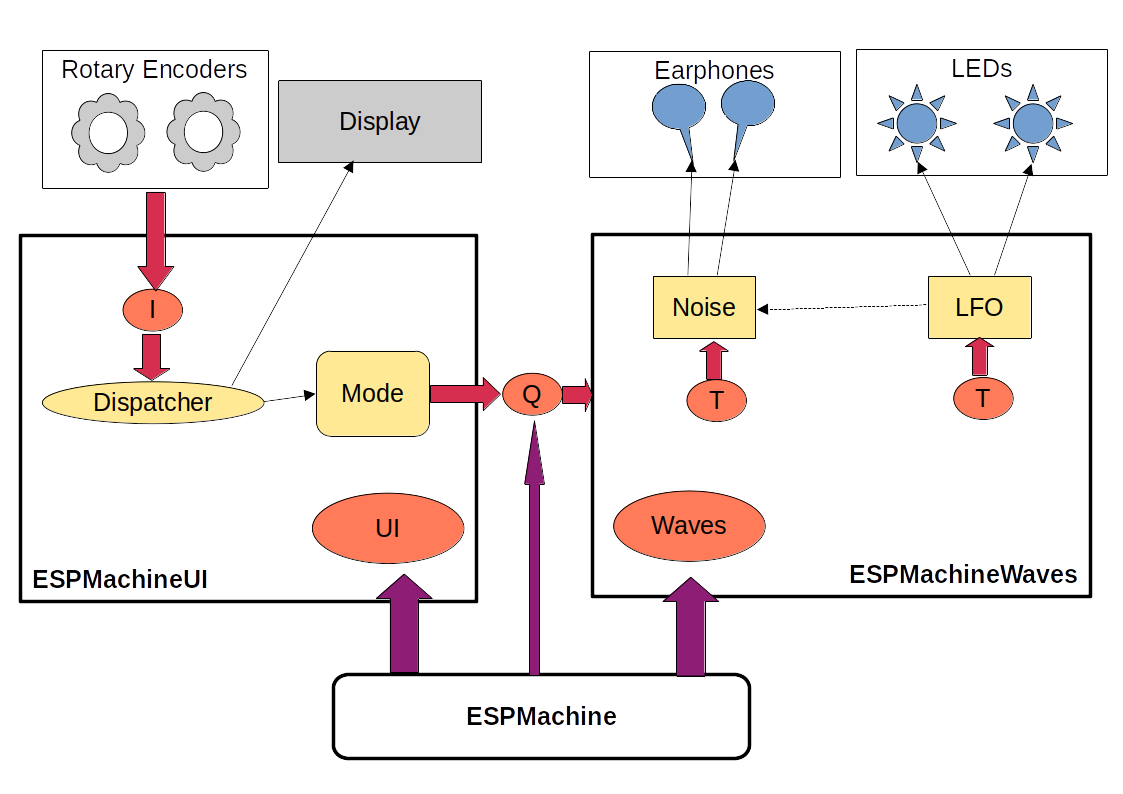 Rotary Encoders
Display
Earphones
LEDs
I
Dispatcher
Mode
Q
Noise
LFO
T
T
UI
Waves
ESPMachineUI
ESPMachineWaves
ESPMachine